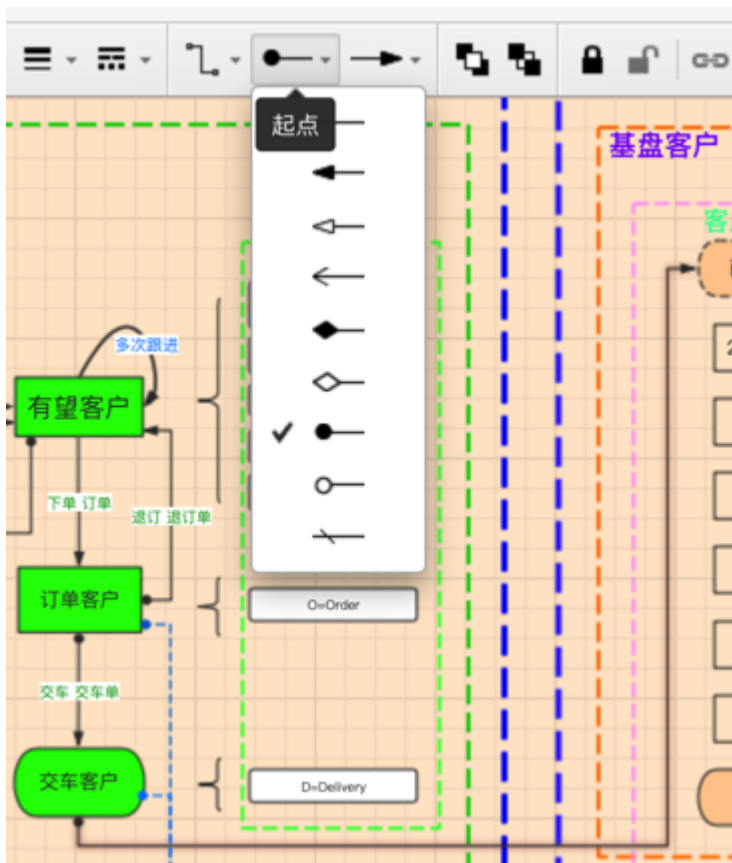 起点
基盘客户
多次跟进
有望客户
下单 订单
退订 退订单
订单客户
O=Order
交车 交车单
交车客户
D=Delivery